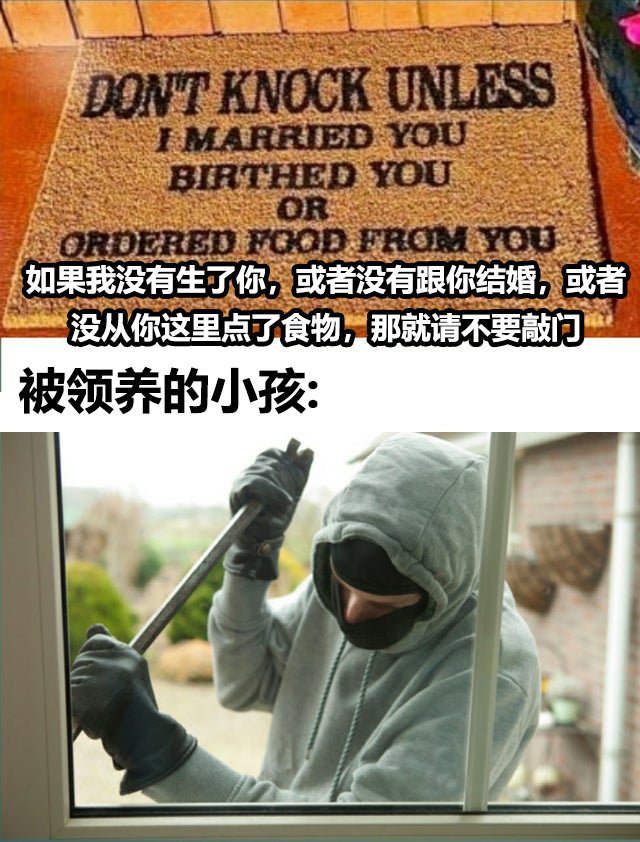 DON'T KNOCK UNLESS
I MARRIED YOU
BIRTHED YOU
OR
ORDERED FOOD FROM YOU
如果我没有生了你，或者没有跟你结婚，或者
没从你这里点了食物，那就请不要敲门
被领养的小孩: